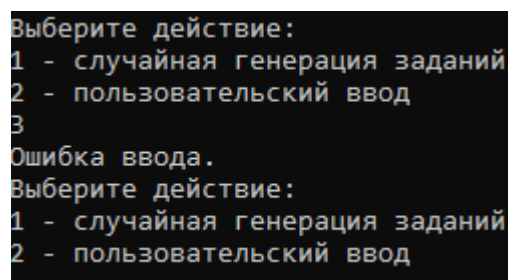 Выберите действие:
1 - случайная генерация заданий
2 - пользовательский ввод
3
Ошибка ввода.
Выберите действие:
1 - случайная генерация заданий
2 - пользовательский ввод